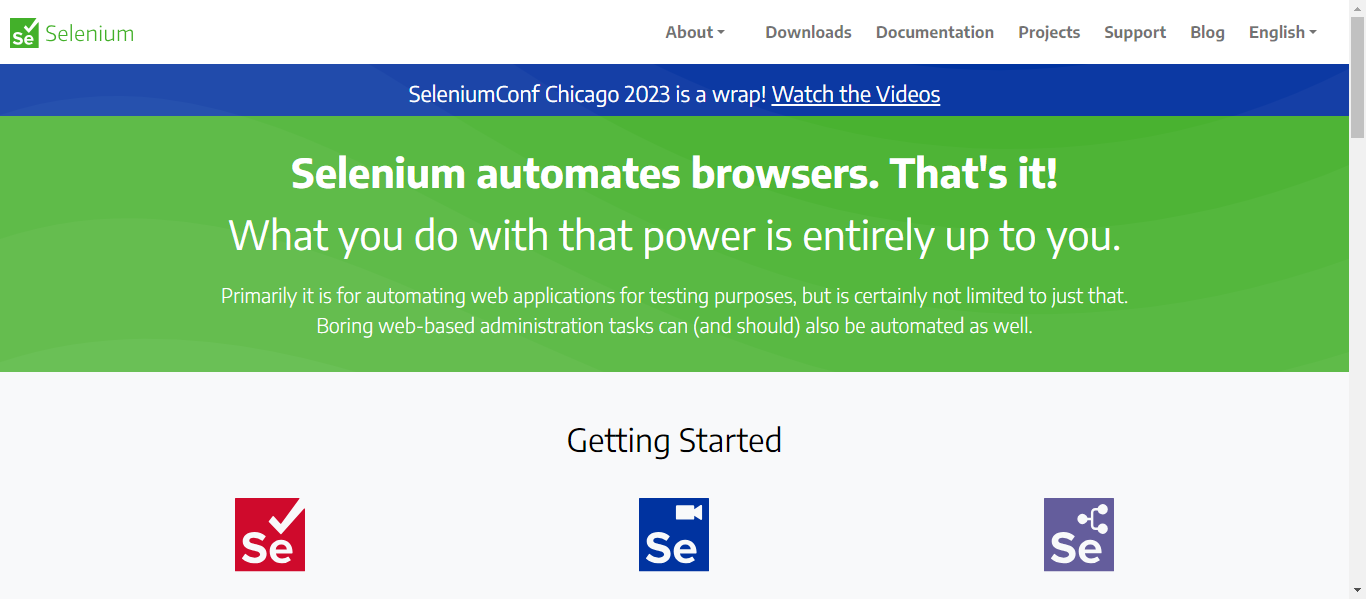 Se Selenium About Downloads Documentation Projects Support Blog English
SeleniumConf Chicago 2023 is a wrap! Watch the Videos
Selenium automates browsers. That's it!
What you do with that power is entirely up to you.
Primarily it is for automating web applications for testing purposes, but is certainly not limited to just that.
Boring web-based administration tasks can (and should) also be automated as well.
Getting Started
Se Se Se